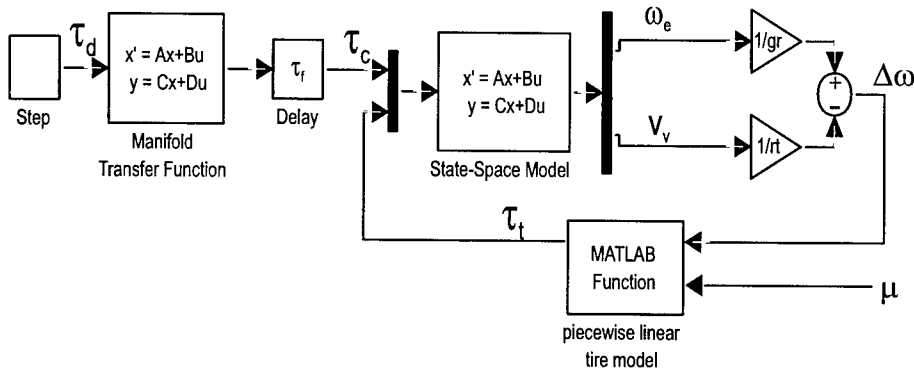 τd
x' = Ax+Bu
y = Cx+Du
Step
Manifold
Transfer Function
τf
Delay
τc
x' = Ax+Bu
y = Cx+Du
State-Space Model
ωe
Vv
1/gr
1/rt
+
−
Δω
τt
MATLAB
Function
μ
piecewise linear
tire model